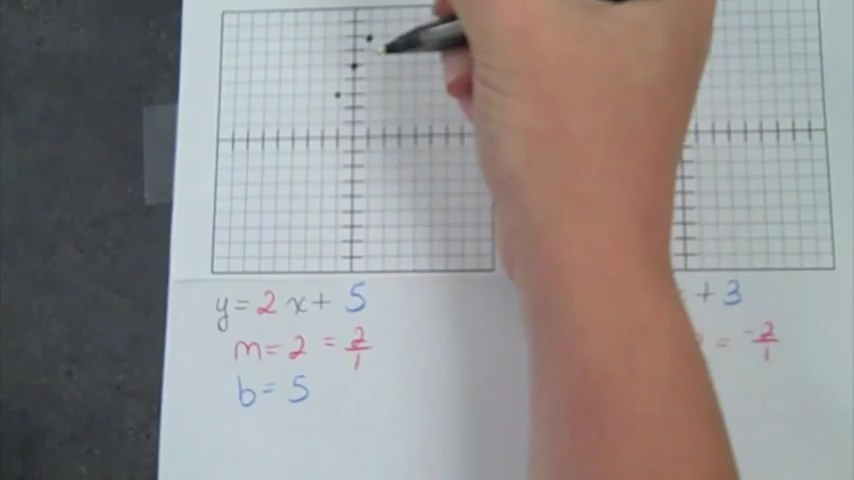 y = 2x + 5
m = 2 = 2/1
b = 5
+ 3
= -2/1